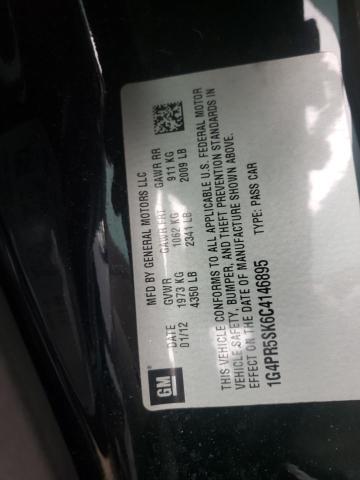 MFD BY GENERAL MOTORS LLC
DATE GVWR GAWR FRT GAWR RR
01/12 1973 KG 1062 KG 911 KG
4350 LB 2341 LB 2009 LB
THIS VEHICLE CONFORMS TO ALL APPLICABLE U.S. FEDERAL MOTOR
VEHICLE SAFETY, BUMPER, AND THEFT PREVENTION STANDARDS IN
EFFECT ON THE DATE OF MANUFACTURE SHOWN ABOVE.
1G4PR5SK6C4146895 TYPE: PASS CAR
GM
®